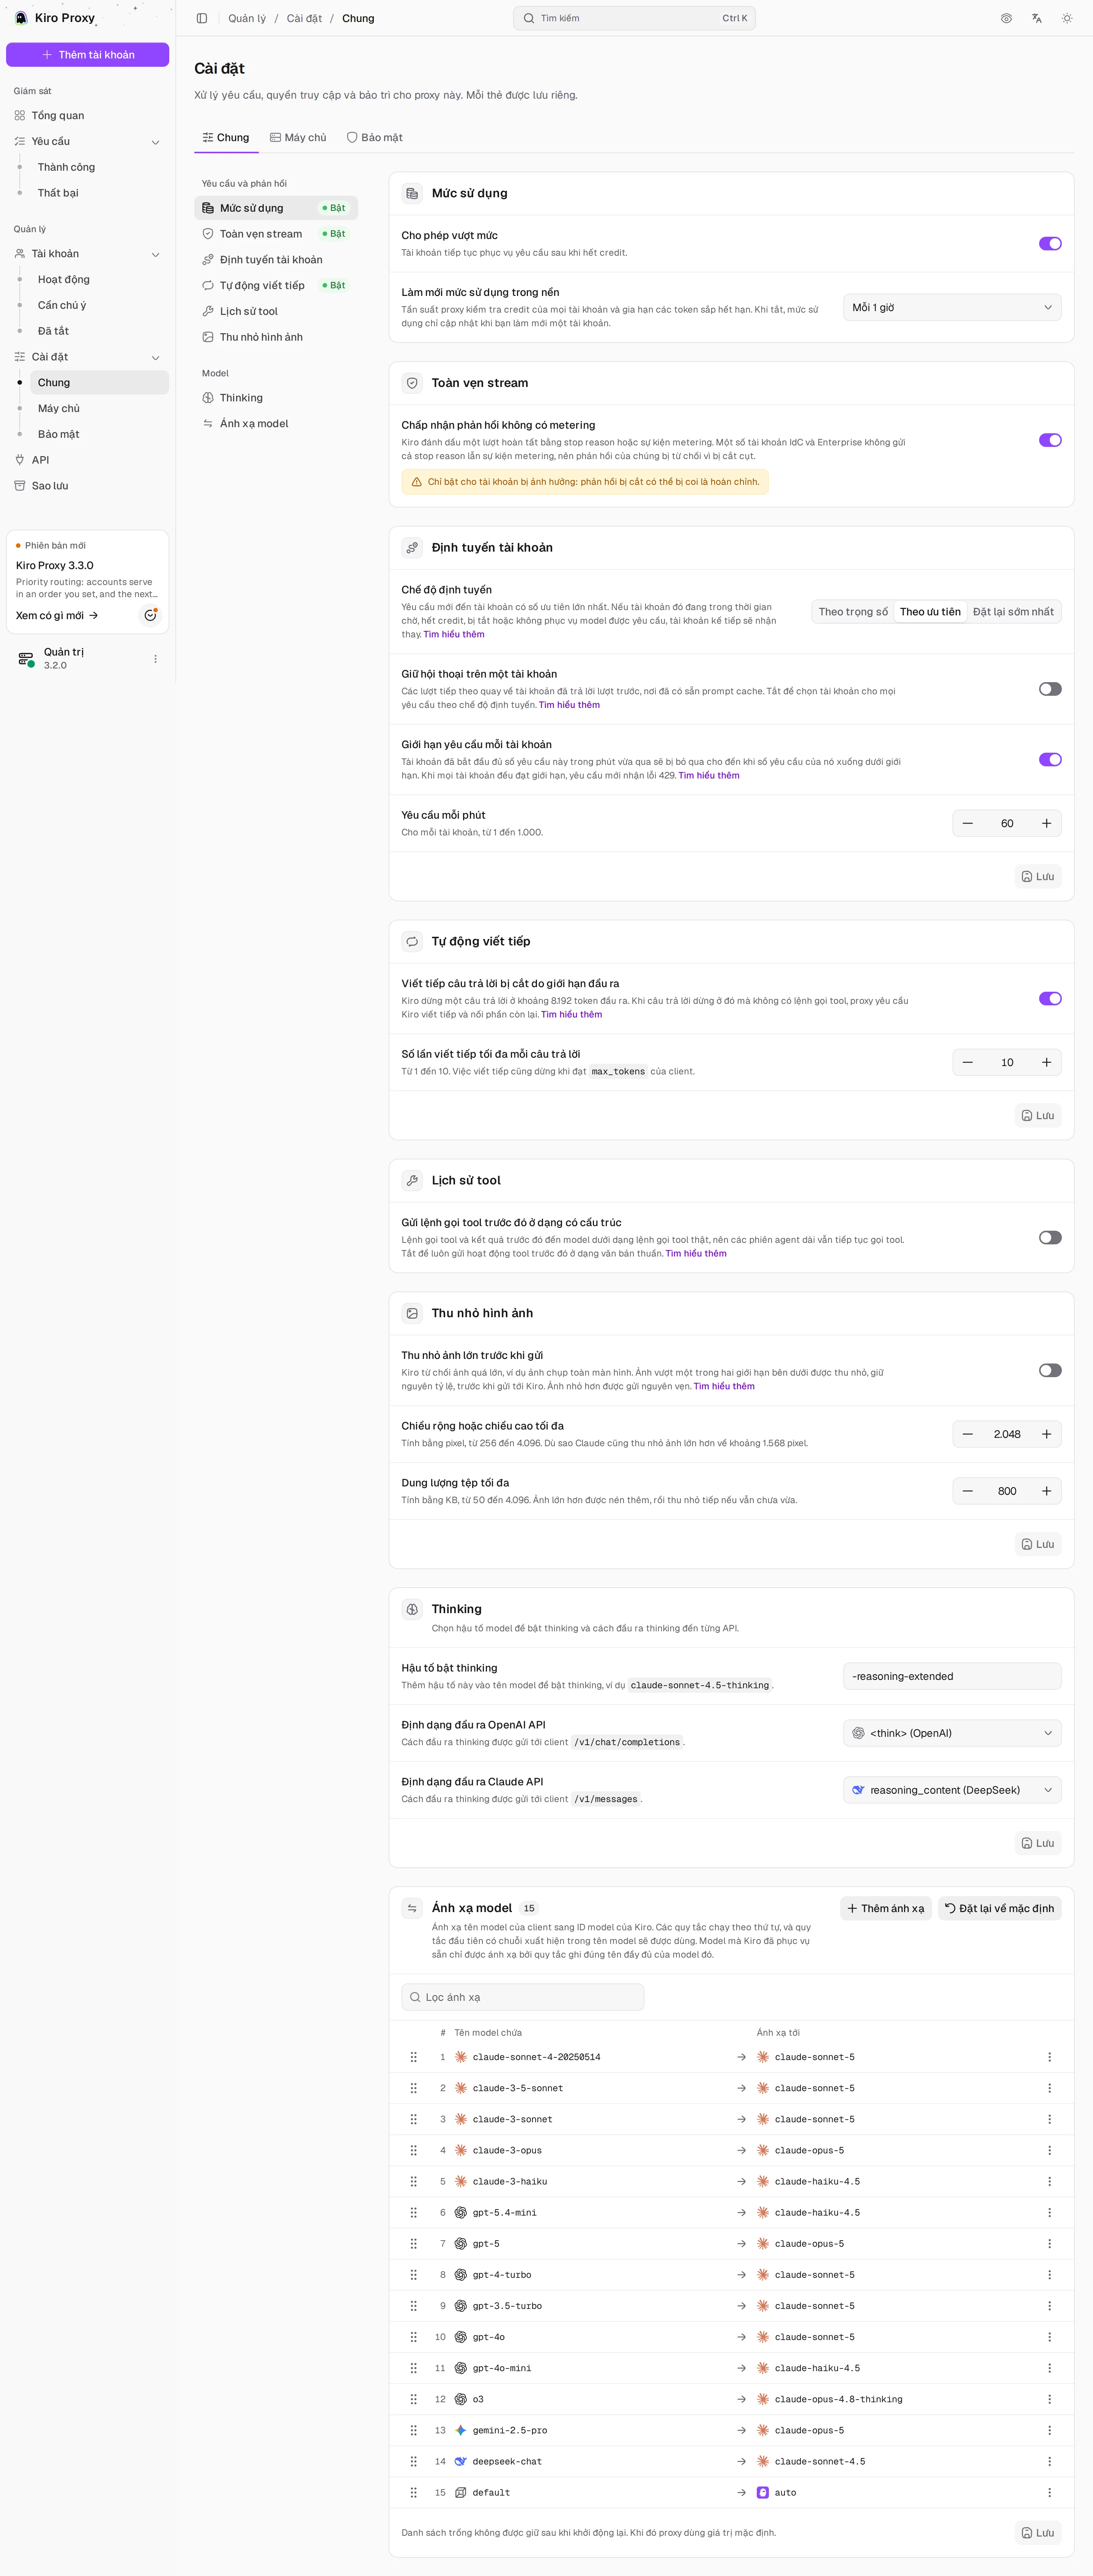 Kiro Proxy
Quản lý / Cài đặt / Chung
Tìm kiếm
Ctrl K
Thêm tài khoản
Giám sát
Tổng quan
Yêu cầu
Thành công
Thất bại
Quản lý
Tài khoản
Hoạt động
Cần chú ý
Đã tắt
Cài đặt
Chung
Máy chủ
Bảo mật
API
Sao lưu
Phiên bản mới
Kiro Proxy 3.3.0
Priority routing: accounts serve
in an order you set, and the next...
Xem có gì mới
Quản trị
3.2.0
Cài đặt
Xử lý yêu cầu, quyền truy cập và bảo trì cho proxy này. Mỗi thẻ được lưu riêng.
Chung
Máy chủ
Bảo mật
Yêu cầu và phản hồi
Mức sử dụng Bật
Toàn vẹn stream Bật
Định tuyến tài khoản
Tự động viết tiếp Bật
Lịch sử tool
Thu nhỏ hình ảnh
Model
Thinking
Ánh xạ model
Mức sử dụng
Cho phép vượt mức
Tài khoản tiếp tục phục vụ yêu cầu sau khi hết credit.
Làm mới mức sử dụng trong nền
Tần suất proxy kiểm tra credit của mọi tài khoản và gia hạn các token sắp hết hạn. Khi tắt, mức sử
dụng chỉ cập nhật khi bạn làm mới một tài khoản.
Mỗi 1 giờ
Toàn vẹn stream
Chấp nhận phản hồi không có metering
Kiro đánh dấu một lượt hoàn tất bằng stop reason hoặc sự kiện metering. Một số tài khoản IdC và Enterprise không gửi
cả stop reason lẫn sự kiện metering, nên phản hồi của chúng bị từ chối vì bị cắt cụt.
Chỉ bật cho tài khoản bị ảnh hưởng: phản hồi bị cắt có thể bị coi là hoàn chỉnh.
Định tuyến tài khoản
Chế độ định tuyến
Yêu cầu mới đến tài khoản có số ưu tiên lớn nhất. Nếu tài khoản đó đang trong thời gian
chờ, hết credit, bị tắt hoặc không phục vụ model được yêu cầu, tài khoản kế tiếp sẽ nhận
thay. Tìm hiểu thêm
Theo trọng số
Theo ưu tiên
Đặt lại sớm nhất
Giữ hội thoại trên một tài khoản
Các lượt tiếp theo quay về tài khoản đã trả lời lượt trước, nơi đã có sẵn prompt cache. Tắt để chọn tài khoản cho mọi
yêu cầu theo chế độ định tuyến. Tìm hiểu thêm
Giới hạn yêu cầu mỗi tài khoản
Tài khoản đã bắt đầu đủ số yêu cầu này trong phút vừa qua sẽ bị bỏ qua cho đến khi số yêu cầu của nó xuống dưới giới
hạn. Khi mọi tài khoản đều đạt giới hạn, yêu cầu mới nhận lỗi 429. Tìm hiểu thêm
Yêu cầu mỗi phút
Cho mỗi tài khoản, từ 1 đến 1.000.
60
Lưu
Tự động viết tiếp
Viết tiếp câu trả lời bị cắt do giới hạn đầu ra
Kiro dừng một câu trả lời ở khoảng 8.192 token đầu ra. Khi câu trả lời dừng ở đó mà không có lệnh gọi tool, proxy yêu cầu
Kiro viết tiếp và nối phần còn lại. Tìm hiểu thêm
Số lần viết tiếp tối đa mỗi câu trả lời
Từ 1 đến 10. Việc viết tiếp cũng dừng khi đạt max_tokens của client.
10
Lưu
Lịch sử tool
Gửi lệnh gọi tool trước đó ở dạng có cấu trúc
Lệnh gọi tool và kết quả trước đó đến model dưới dạng lệnh gọi tool thật, nên các phiên agent dài vẫn tiếp tục gọi tool.
Tắt để luôn gửi hoạt động tool trước đó ở dạng văn bản thuần. Tìm hiểu thêm
Thu nhỏ hình ảnh
Thu nhỏ ảnh lớn trước khi gửi
Kiro từ chối ảnh quá lớn, ví dụ ảnh chụp toàn màn hình. Ảnh vượt một trong hai giới hạn bên dưới được thu nhỏ, giữ
nguyên tỷ lệ, trước khi gửi tới Kiro. Ảnh nhỏ hơn được gửi nguyên vẹn. Tìm hiểu thêm
Chiều rộng hoặc chiều cao tối đa
Tính bằng pixel, từ 256 đến 4.096. Dù sao Claude cũng thu nhỏ ảnh lớn hơn về khoảng 1.568 pixel.
2.048
Dung lượng tệp tối đa
Tính bằng KB, từ 50 đến 4.096. Ảnh lớn hơn được nén thêm, rồi thu nhỏ tiếp nếu vẫn chưa vừa.
800
Lưu
Thinking
Chọn hậu tố model để bật thinking và cách đầu ra thinking đến từng API.
Hậu tố bật thinking
Thêm hậu tố này vào tên model để bật thinking, ví dụ claude-sonnet-4.5-thinking.
-reasoning-extended
Định dạng đầu ra OpenAI API
Cách đầu ra thinking được gửi tới client /v1/chat/completions.
<think> (OpenAI)
Định dạng đầu ra Claude API
Cách đầu ra thinking được gửi tới client /v1/messages.
reasoning_content (DeepSeek)
Lưu
Ánh xạ model 15
Ánh xạ tên model của client sang ID model của Kiro. Các quy tắc chạy theo thứ tự, và quy
tắc đầu tiên có chuỗi xuất hiện trong tên model sẽ được dùng. Model mà Kiro đã phục vụ
sẵn chỉ được ánh xạ bởi quy tắc ghi đúng tên đầy đủ của model đó.
Thêm ánh xạ
Đặt lại về mặc định
Lọc ánh xạ
# Tên model chứa Ánh xạ tới
1 claude-sonnet-4-20250514 → claude-sonnet-5
2 claude-3-5-sonnet → claude-sonnet-5
3 claude-3-sonnet → claude-sonnet-5
4 claude-3-opus → claude-opus-5
5 claude-3-haiku → claude-haiku-4.5
6 gpt-5.4-mini → claude-haiku-4.5
7 gpt-5 → claude-opus-5
8 gpt-4-turbo → claude-sonnet-5
9 gpt-3.5-turbo → claude-sonnet-5
10 gpt-4o → claude-sonnet-5
11 gpt-4o-mini → claude-haiku-4.5
12 o3 → claude-opus-4.8-thinking
13 gemini-2.5-pro → claude-opus-5
14 deepseek-chat → claude-sonnet-4.5
15 default → auto
Danh sách trống không được giữ sau khi khởi động lại. Khi đó proxy dùng giá trị mặc định.
Lưu